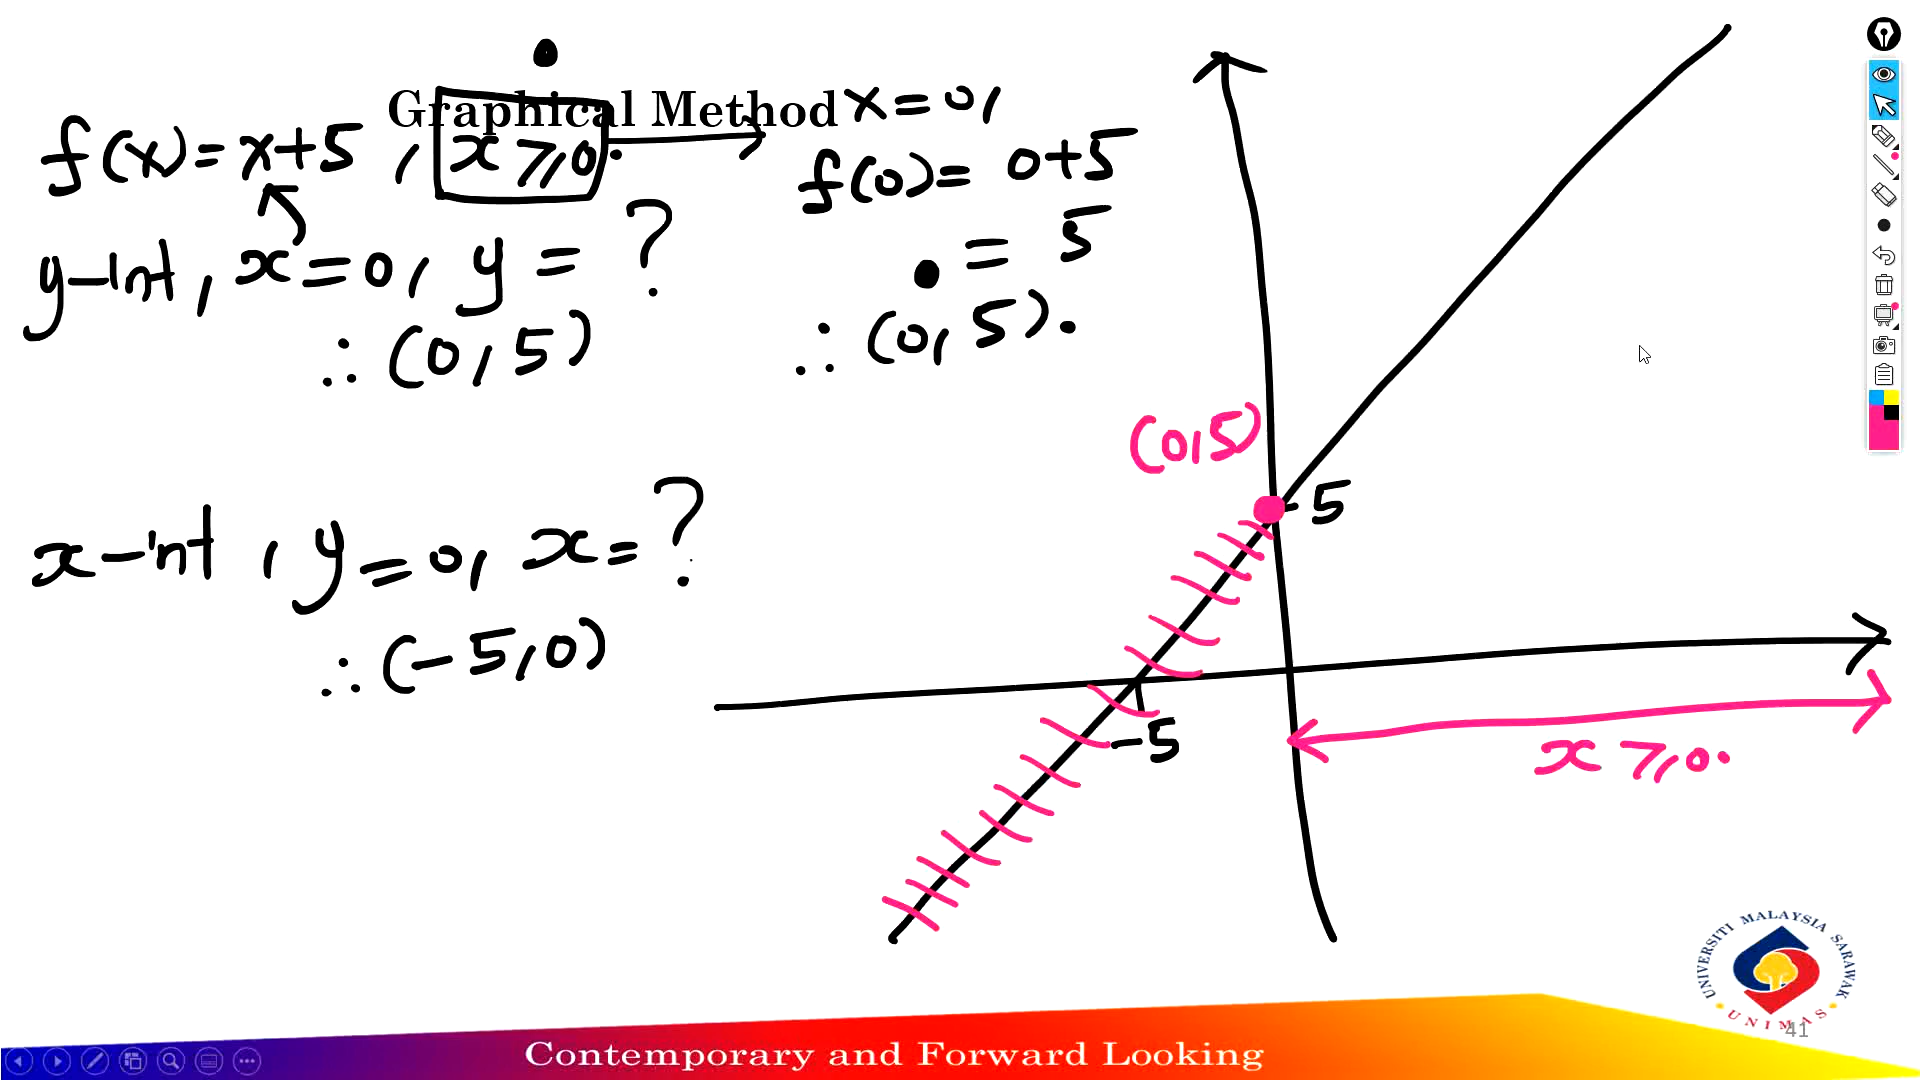 Graphical Method
f(x) = x+5 , x ≥ 0.
x = 0,
f(0) = 0+5
= 5
∴ (0, 5).
y-int, x = 0, y = ?
∴ (0, 5)
x-int, y = 0, x = ?
∴ (-5, 0)
(0,5)
5
-5
x ≥ 0.
UNIVERSITI MALAYSIA SARAWAK
UNIMAS
41
Contemporary and Forward Looking